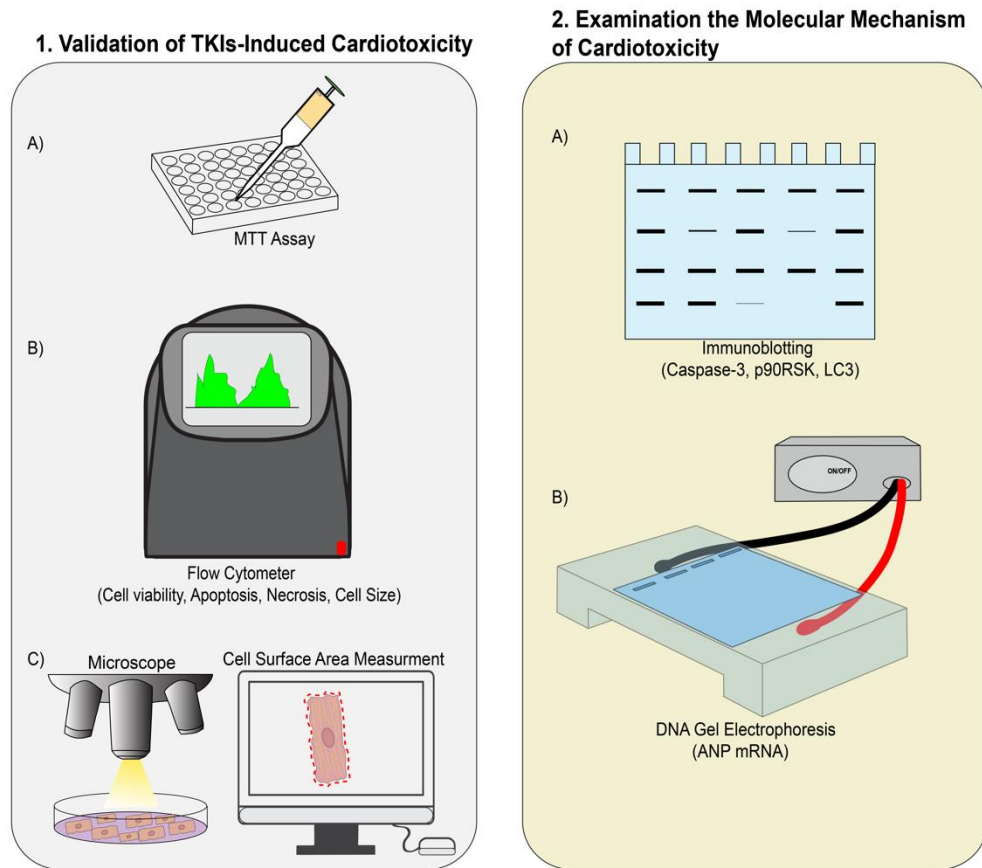 1. Validation of TKIs-Induced Cardiotoxicity
A)
MTT Assay
B)
Flow Cytometer
(Cell viability, Apoptosis, Necrosis, Cell Size)
C)
Microscope
Cell Surface Area Measurment
2. Examination the Molecular Mechanism
of Cardiotoxicity
A)
Immunoblotting
(Caspase-3, p90RSK, LC3)
ON/OFF
B)
DNA Gel Electrophoresis
(ANP mRNA)